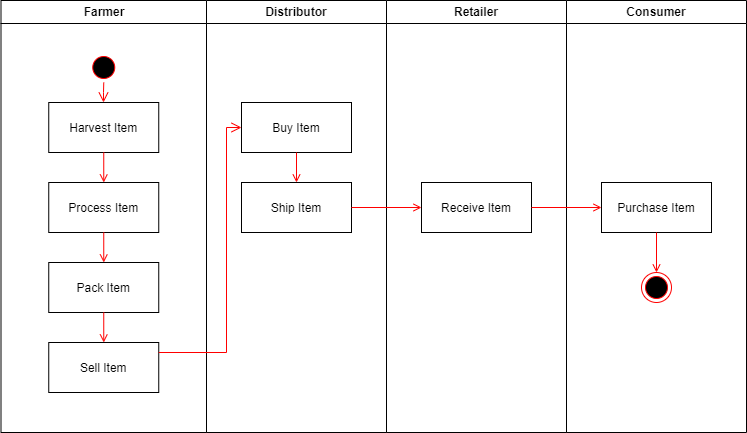 Farmer
Distributor
Retailer
Consumer
Harvest Item
Buy Item
Process Item
Ship Item
Receive Item
Purchase Item
Pack Item
Sell Item